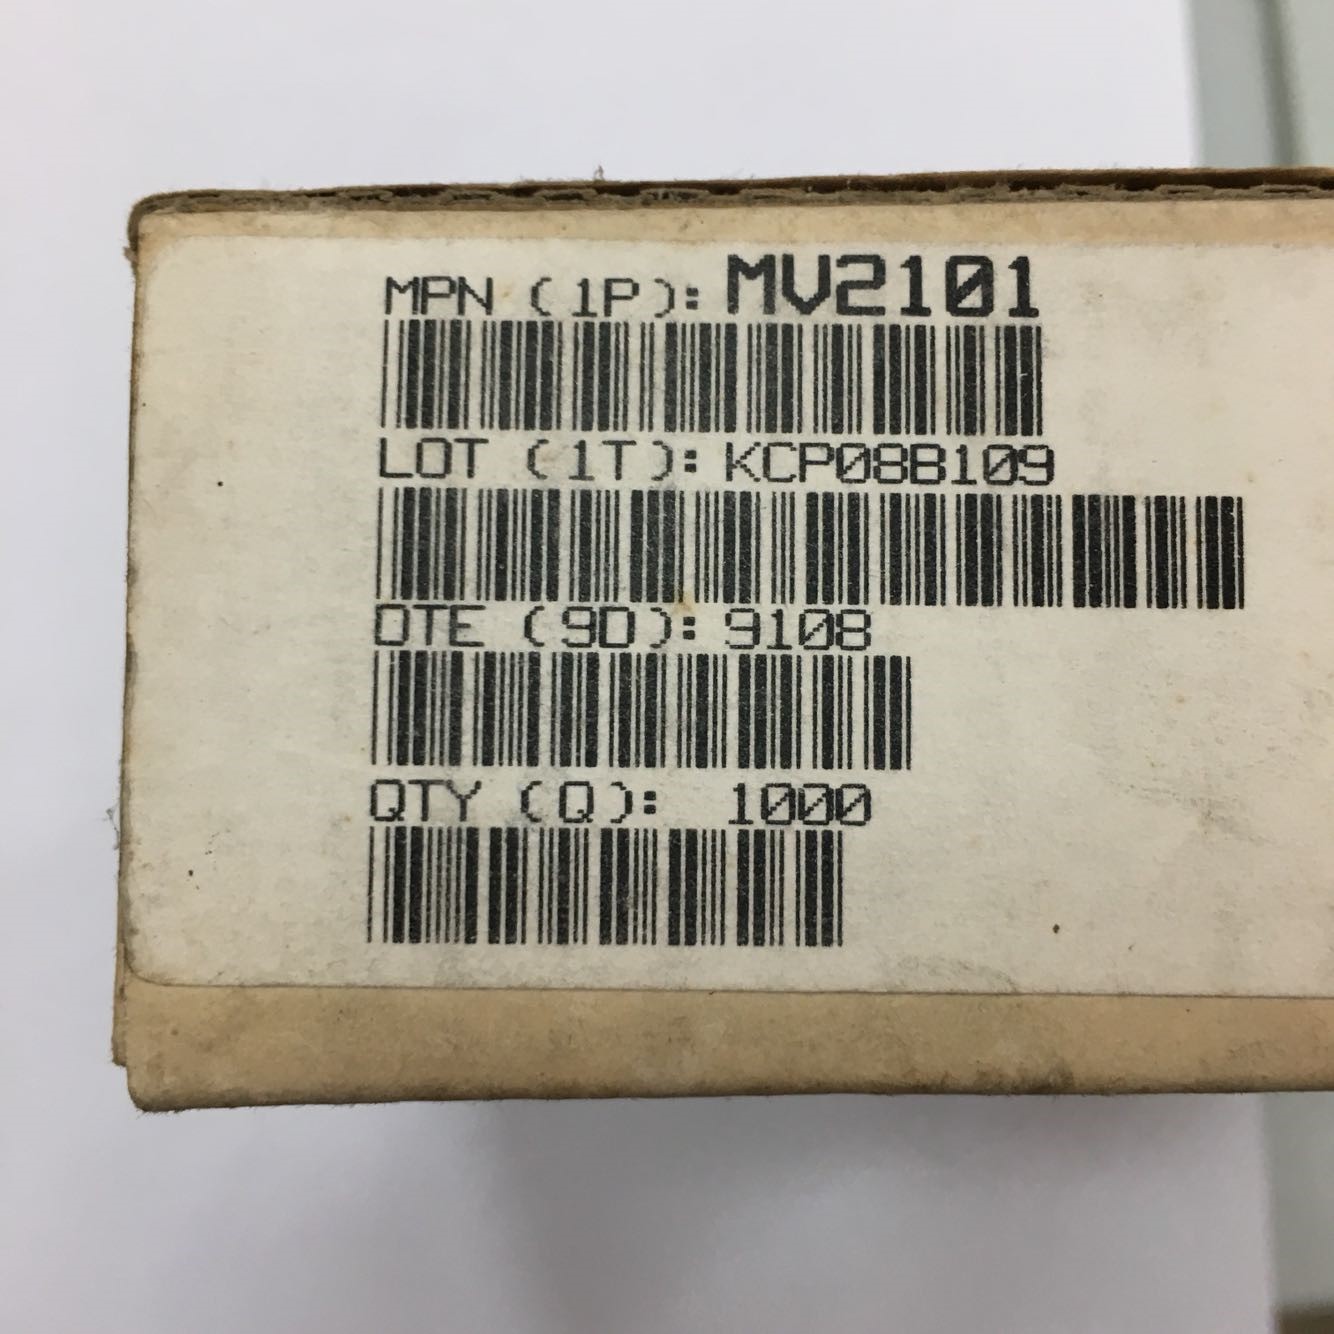 MPN (1P): MV2101
LOT (1T): KCP08B109
DTE (9D): 9108
QTY (Q): 1000